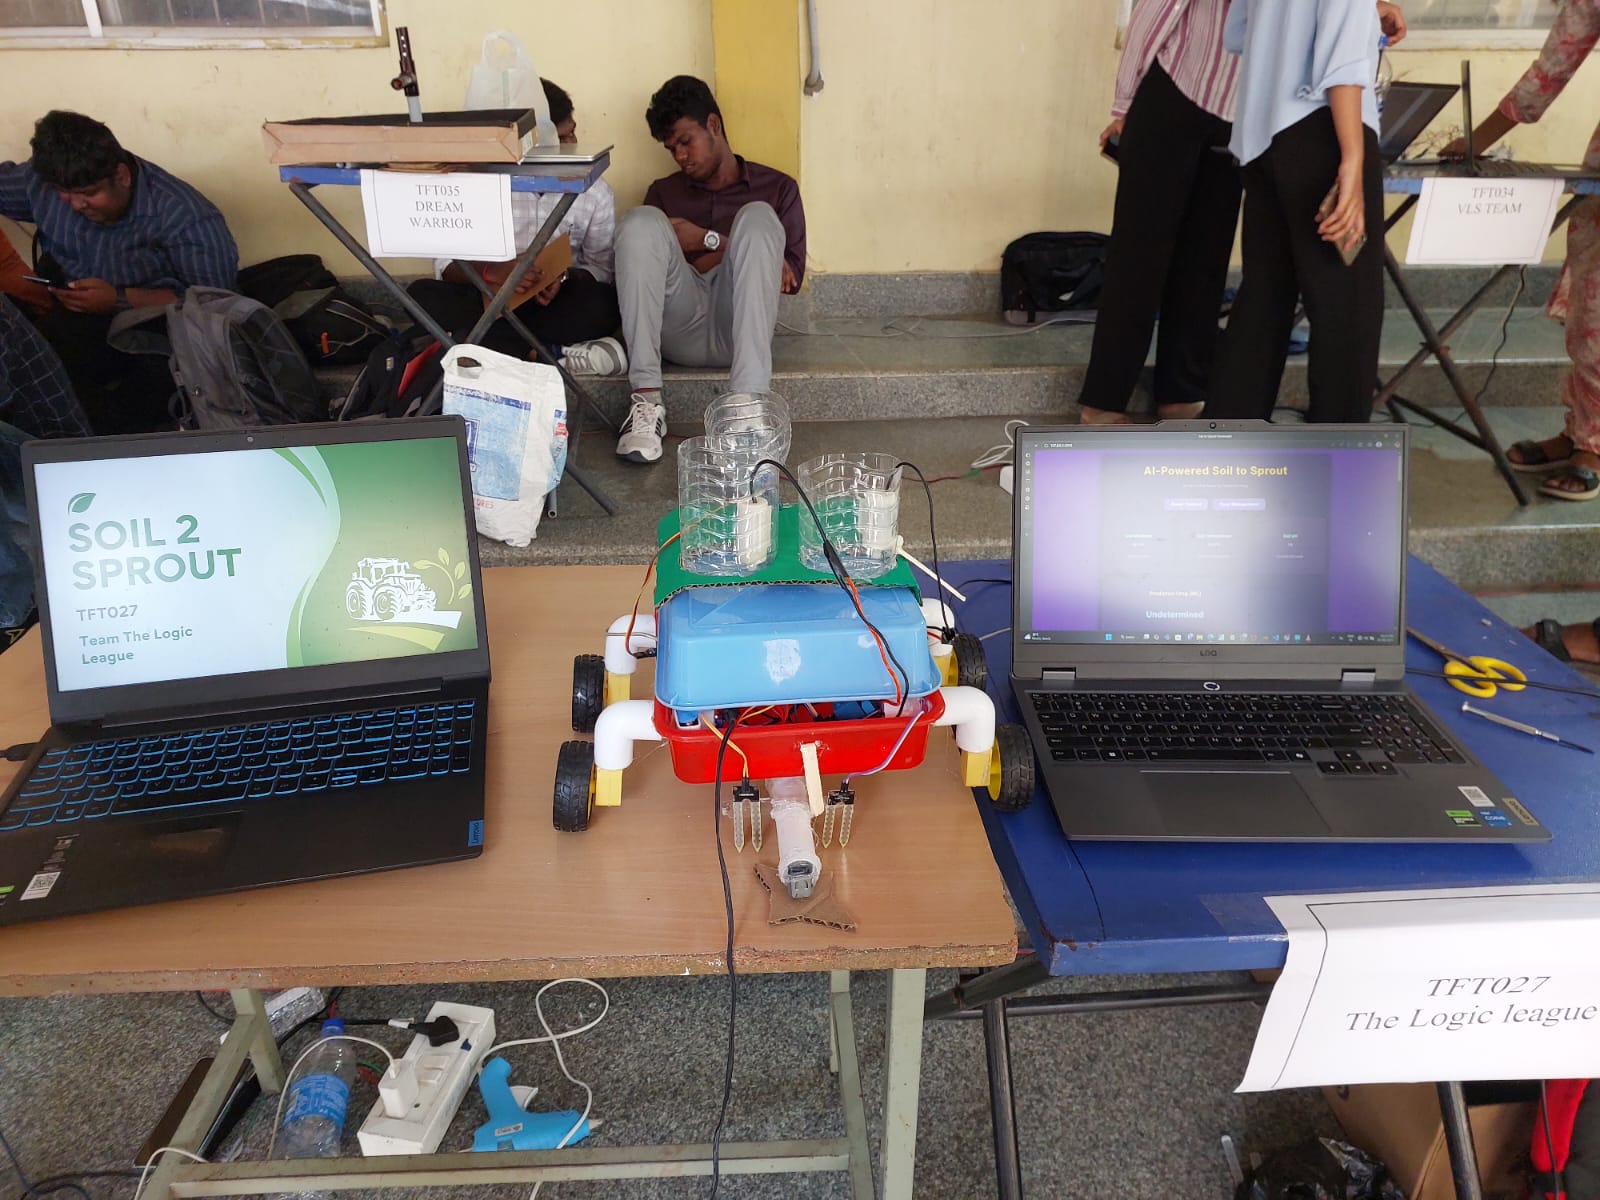 TFT035
DREAM
WARRIOR
TFT034
VLS TEAM
SOIL 2
SPROUT
TFT027
Team The Logic
League
AI-Powered Soil to Sprout
Undetermined
LOQ
Lenovo
TFT027
The Logic league